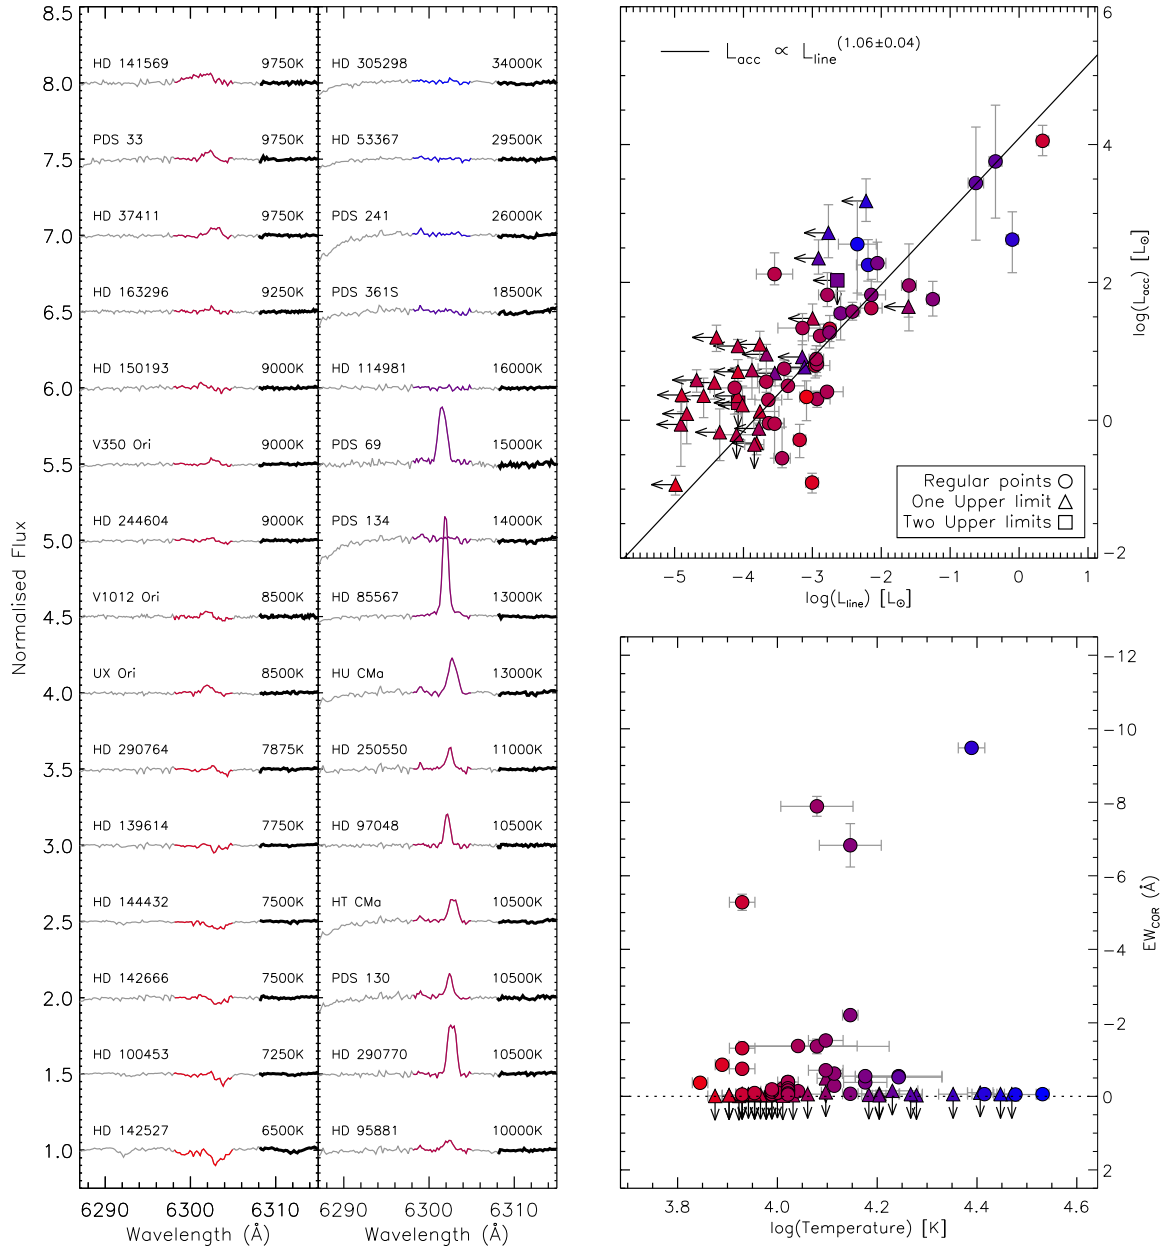 8.5
8.0
7.5
7.0
6.5
6.0
5.5
5.0
4.5
4.0
3.5
3.0
2.5
2.0
1.5
1.0
Normalised Flux
HD 141569 9750K
PDS 33 9750K
HD 37411 9750K
HD 163296 9250K
HD 150193 9000K
V350 Ori 9000K
HD 244604 9000K
V1012 Ori 8500K
UX Ori 8500K
HD 290764 7875K
HD 139614 7750K
HD 144432 7500K
HD 142666 7500K
HD 100453 7250K
HD 142527 6500K
6290 6300 6310
Wavelength (Å)
HD 305298 34000K
HD 53367 29500K
PDS 241 26000K
PDS 361S 18500K
HD 114981 16000K
PDS 69 15000K
PDS 134 14000K
HD 85567 13000K
HU CMa 13000K
HD 250550 11000K
HD 97048 10500K
HT CMa 10500K
PDS 130 10500K
HD 290770 10500K
HD 95881 10000K
6290 6300 6310
Wavelength (Å)
L_acc ∝ L_line^(1.06±0.04)
Regular points
One Upper limit
Two Upper limits
6
4
2
0
−2
log(L_acc) [L_⊙]
−5 −4 −3 −2 −1 0 1
log(L_line) [L_⊙]
−12
−10
−8
−6
−4
−2
0
2
EW_COR (Å)
3.8 4.0 4.2 4.4 4.6
log(Temperature) [K]